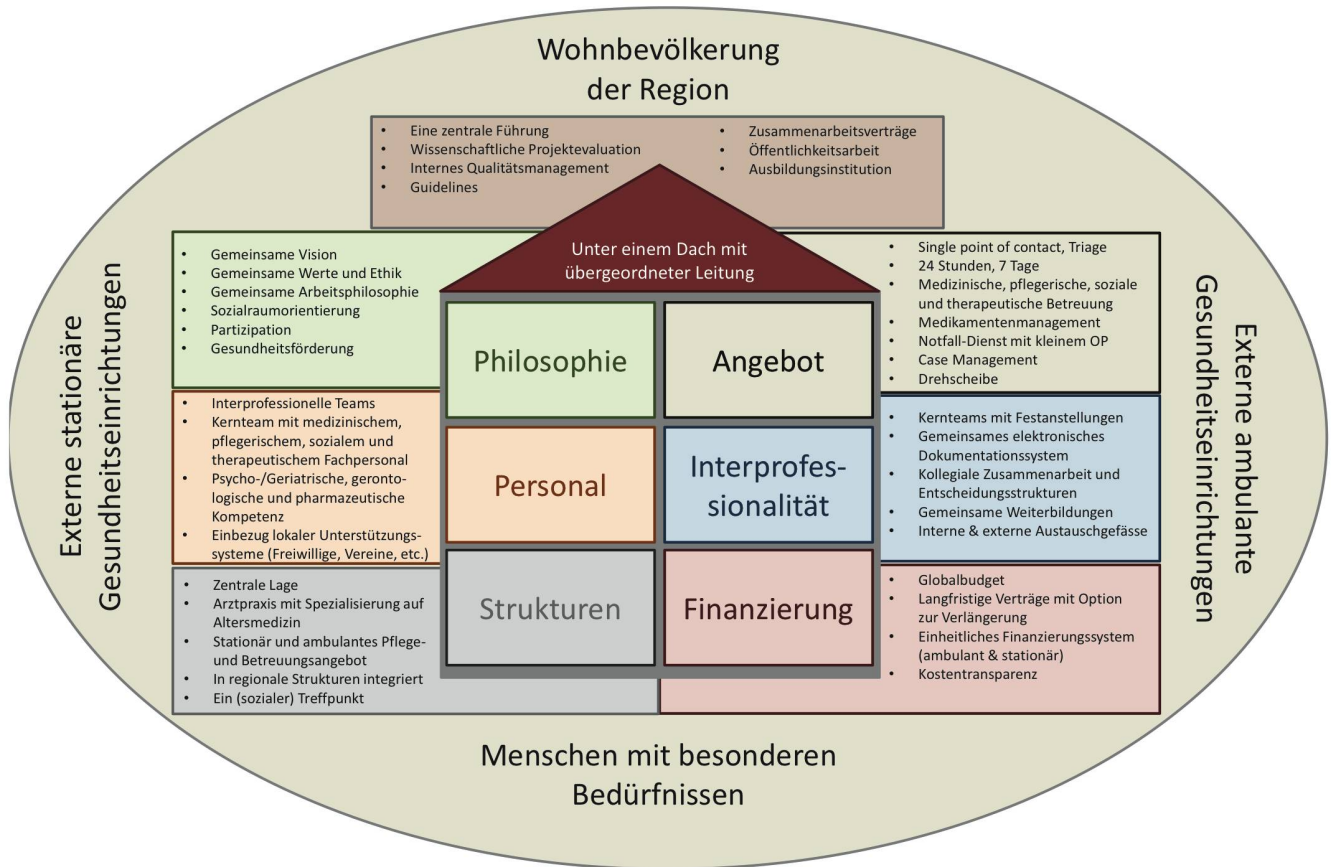 Wohnbevölkerung
der Region
• Eine zentrale Führung
• Wissenschaftliche Projektevaluation
• Internes Qualitätsmanagement
• Guidelines
• Zusammenarbeitsverträge
• Öffentlichkeitsarbeit
• Ausbildungsinstitution
Unter einem Dach mit
übergeordneter Leitung
Externe stationäre
Gesundheitseinrichtungen
• Gemeinsame Vision
• Gemeinsame Werte und Ethik
• Gemeinsame Arbeitsphilosophie
• Sozialraumorientierung
• Partizipation
• Gesundheitsförderung
Philosophie
Angebot
• Single point of contact, Triage
• 24 Stunden, 7 Tage
• Medizinische, pflegerische, soziale
und therapeutische Betreuung
• Medikamentenmanagement
• Notfall-Dienst mit kleinem OP
• Case Management
• Drehscheibe
• Interprofessionelle Teams
• Kernteam mit medizinischem,
pflegerischem, sozialem und
therapeutischem Fachpersonal
• Psycho-/Geriatrische, geronto-
logische und pharmazeutische
Kompetenz
• Einbezug lokaler Unterstützungs-
systeme (Freiwillige, Vereine, etc.)
Personal
Interprofes-
sionalität
• Kernteams mit Festanstellungen
• Gemeinsames elektronisches
Dokumentationssystem
• Kollegiale Zusammenarbeit und
Entscheidungsstrukturen
• Gemeinsame Weiterbildungen
• Interne & externe Austauschgefässe
• Zentrale Lage
• Arztpraxis mit Spezialisierung auf
Altersmedizin
• Stationär und ambulantes Pflege-
und Betreuungsangebot
• In regionale Strukturen integriert
• Ein (sozialer) Treffpunkt
Strukturen
Finanzierung
• Globalbudget
• Langfristige Verträge mit Option
zur Verlängerung
• Einheitliches Finanzierungssystem
(ambulant & stationär)
• Kostentransparenz
Externe ambulante
Gesundheitseinrichtungen
Menschen mit besonderen
Bedürfnissen